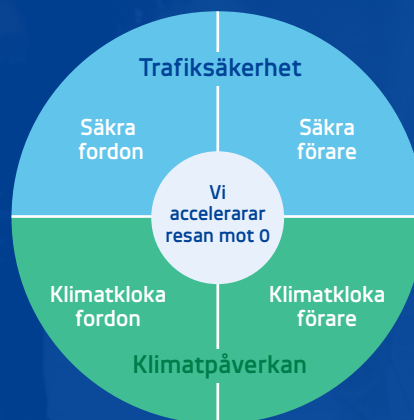 Trafiksäkerhet
Säkra
fordon
Säkra
förare
Vi
accelerarar
resan mot 0
Klimatkloka
fordon
Klimatkloka
förare
Klimatpåverkan